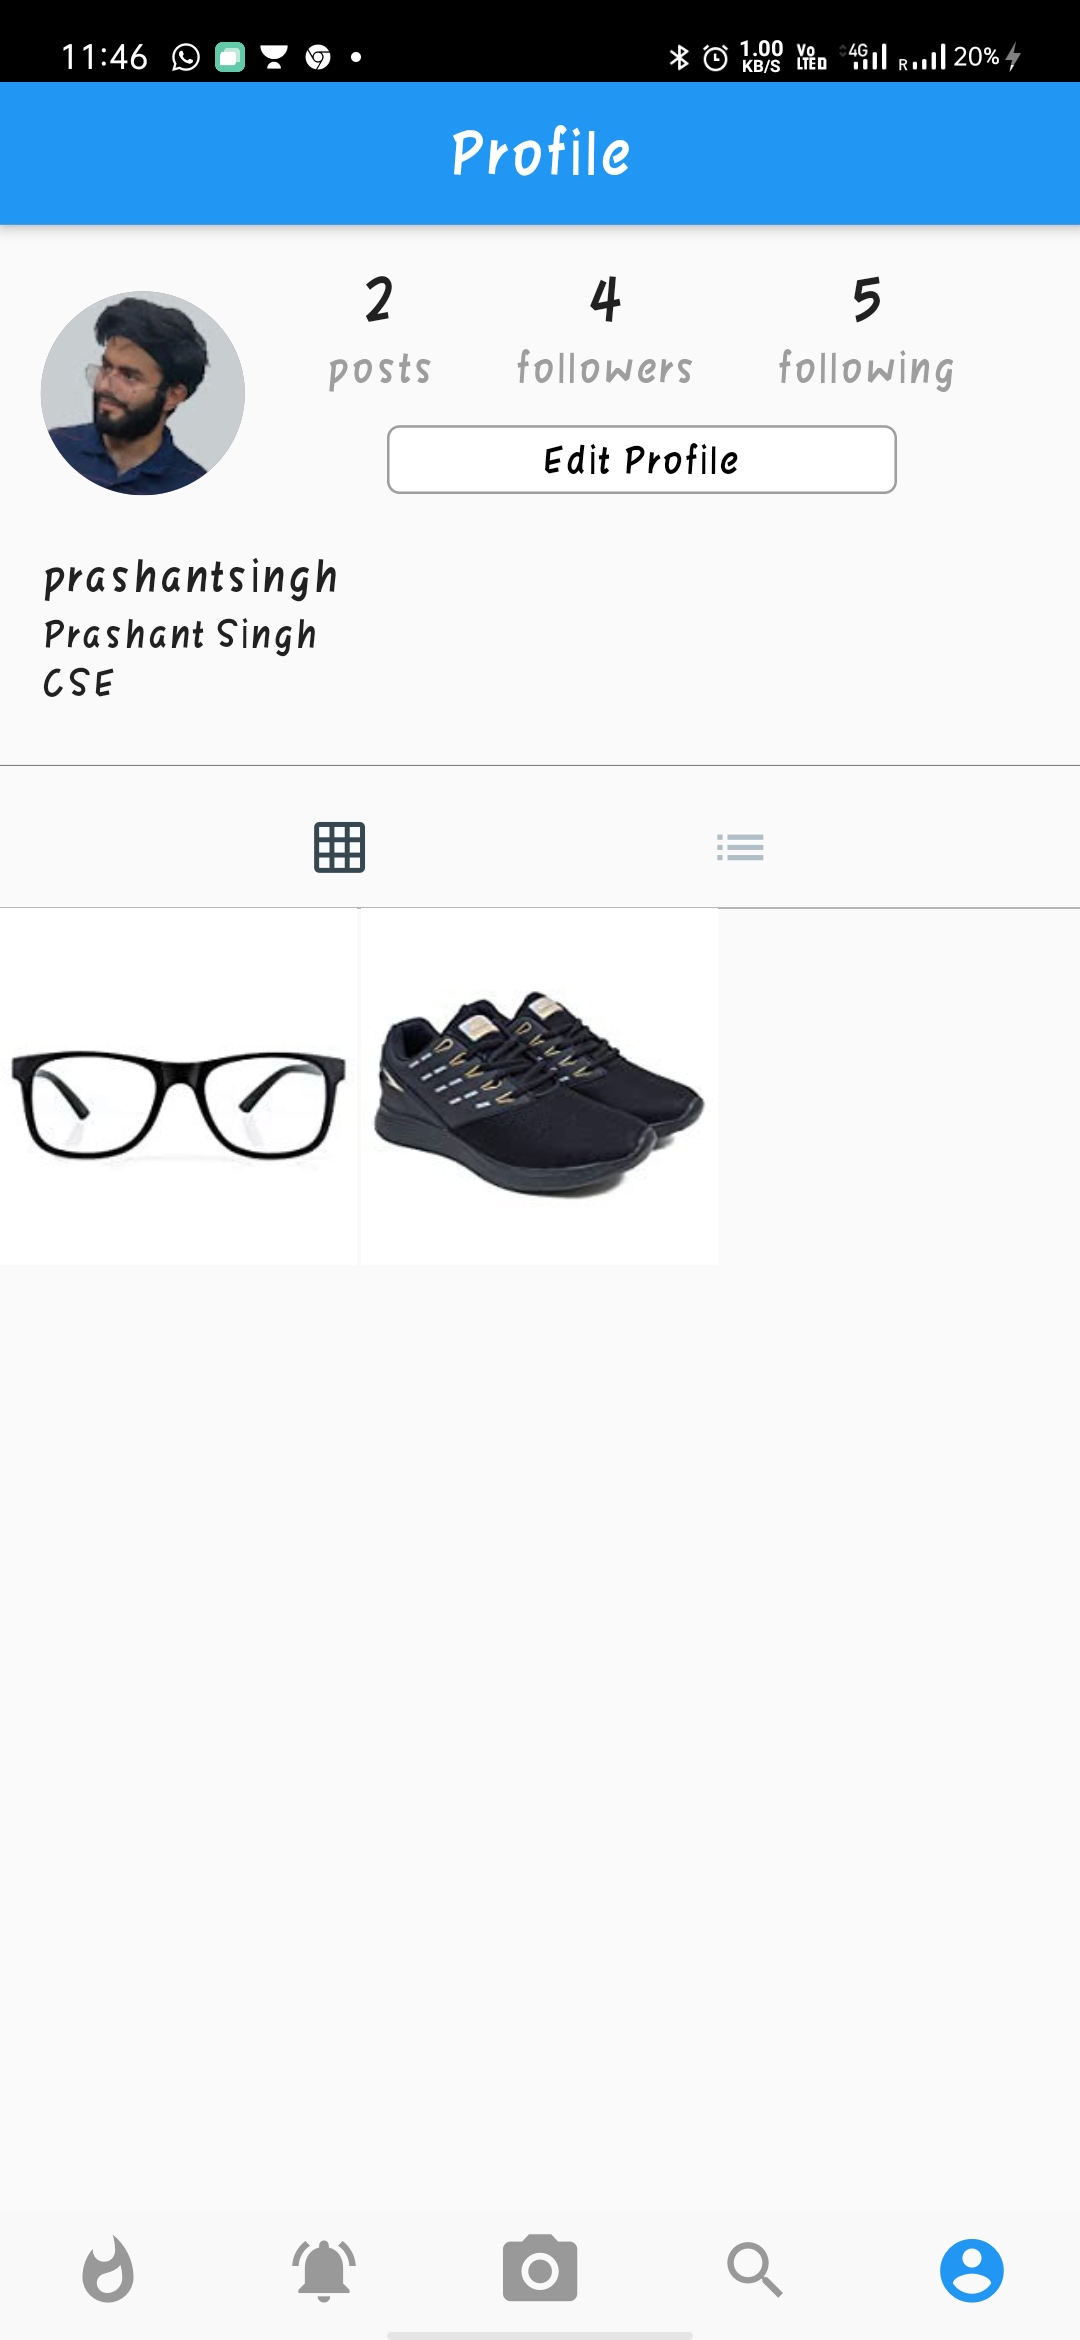 11:46 1.00 KB/S Vo LTED 4G R 20%
Profile
2 4 5
posts followers following
Edit Profile
prashantsingh
Prashant Singh
CSE